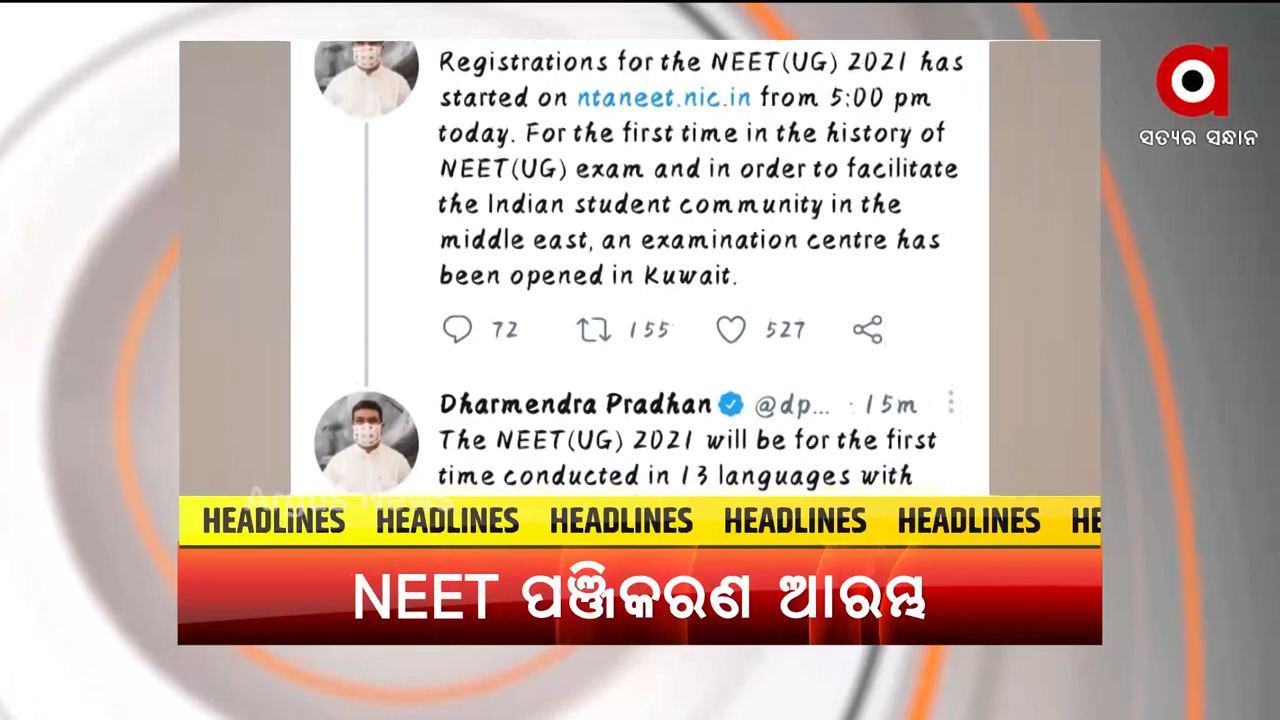 Registrations for the NEET(UG) 2021 has
started on ntaneet.nic.in from 5:00 pm
today. For the first time in the history of
NEET(UG) exam and in order to facilitate
the Indian student community in the
middle east, an examination centre has
been opened in Kuwait.
72 155 527
Dharmendra Pradhan @dp... · 15m
The NEET(UG) 2021 will be for the first
time conducted in 13 languages with
Argus News
HEADLINES HEADLINES HEADLINES HEADLINES HEADLINES HE
NEET ପଞ୍ଜିକରଣ ଆରମ୍ଭ
a
ସତ୍ୟର ସନ୍ଧାନ